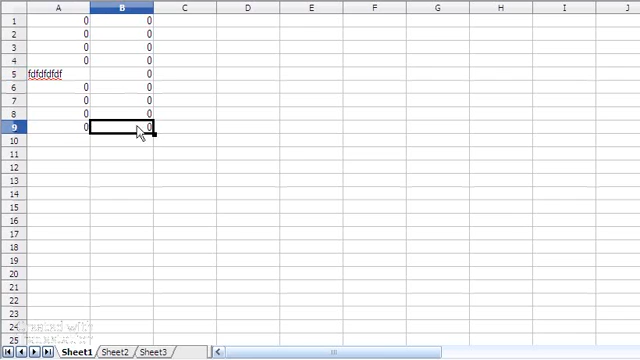 A B C D E F G H I J
1 0 0
2 0 0
3 0 0
4 0 0
5 fdfdfdfdf 0
6 0 0
7 0 0
8 0 0
9 0 0
10
11
12
13
14
15
16
17
18
19
20
21
22
23
24
25
Created with
Sheet1 Sheet2 Sheet3